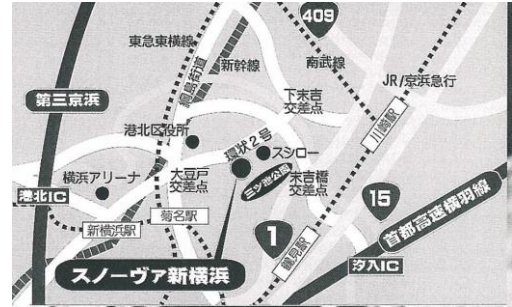 409
東急東横線
綱島街道
新幹線
南武線
JR/京浜急行
第三京浜
下末吉
交差点
港北区役所
環状2号
スシロー
川崎駅
横浜アリーナ
大豆戸
交差点
三ツ池公園
末吉橋
交差点
港北IC
新横浜駅
菊名駅
1
15
鶴見駅
首都高速横羽線
汐入IC
スノーヴァ新横浜